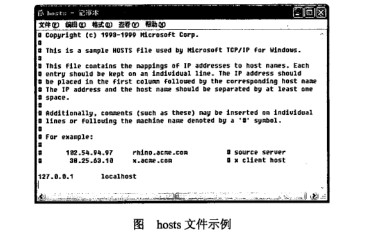 hosts - 记事本
文件(F) 编辑(E) 格式(O) 查看(V) 帮助(H)
# Copyright (c) 1993-1999 Microsoft Corp.
#
# This is a sample HOSTS file used by Microsoft TCP/IP for Windows.
#
# This file contains the mappings of IP addresses to host names. Each
# entry should be kept on an individual line. The IP address should
# be placed in the first column followed by the corresponding host name
# The IP address and the host name should be separated by at least one
# space.
#
# Additionally, comments (such as these) may be inserted on individual
# lines or following the machine name denoted by a '#' symbol.
#
# For example:
#
# 102.54.94.97 rhino.acme.com # source server
# 38.25.63.10 x.acme.com # x client host
127.0.0.1 localhost
图 hosts 文件示例